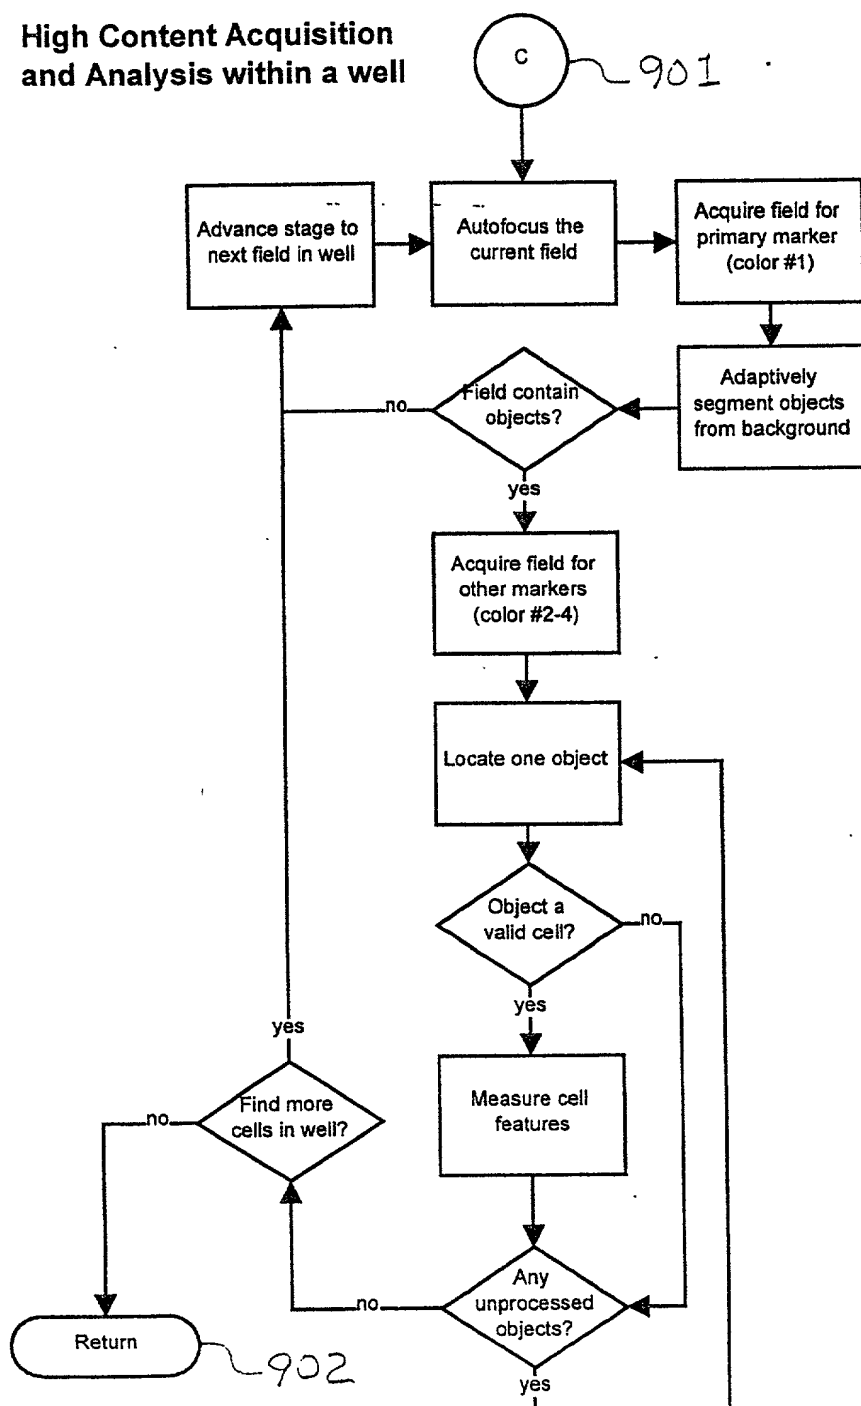 High Content Acquisition
and Analysis within a well
C
901
Advance stage to
next field in well
Autofocus the
current field
Acquire field for
primary marker
(color #1)
Field contain
objects?
no
Adaptively
segment objects
from background
yes
Acquire field for
other markers
(color #2-4)
Locate one object
Object a
valid cell?
no
yes
Measure cell
features
yes
Find more
cells in well?
no
Any
unprocessed
objects?
no
yes
Return
902